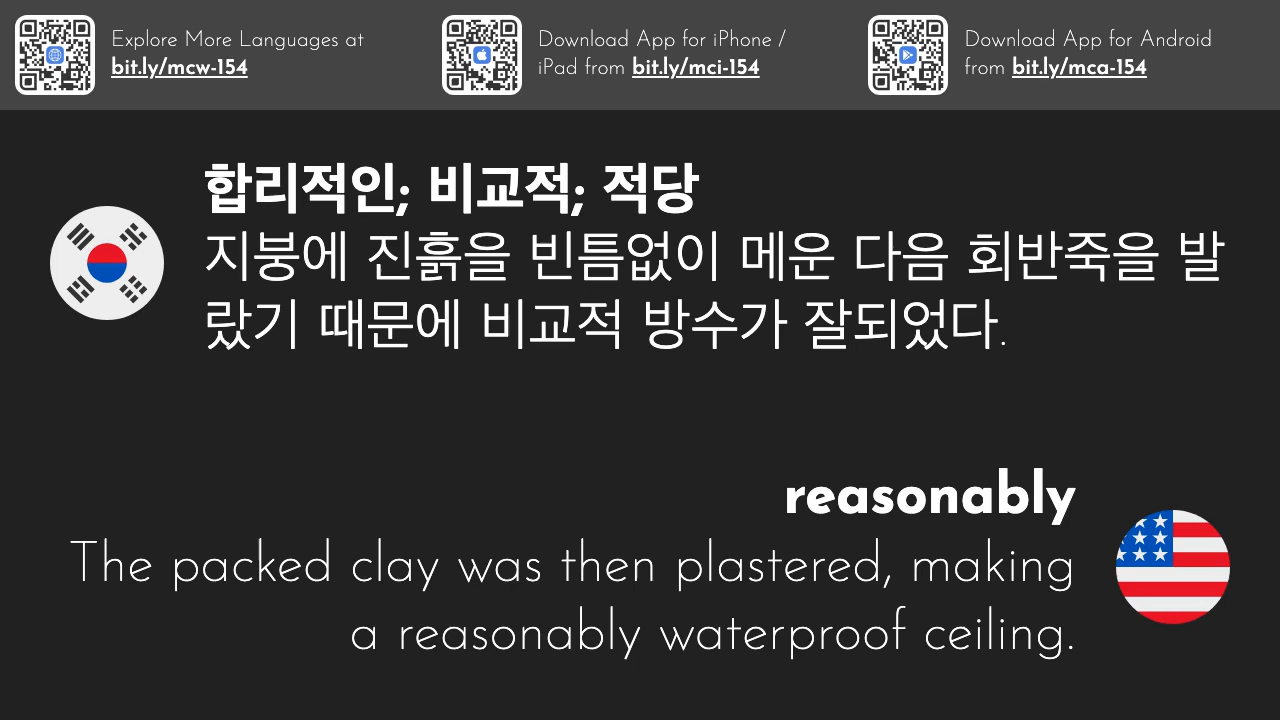 Explore More Languages at
bit.ly/mcw-154
Download App for iPhone /
iPad from bit.ly/mci-154
Download App for Android
from bit.ly/mca-154
합리적인; 비교적; 적당
지붕에 진흙을 빈틈없이 메운 다음 회반죽을 발
랐기 때문에 비교적 방수가 잘되었다.
reasonably
The packed clay was then plastered, making
a reasonably waterproof ceiling.